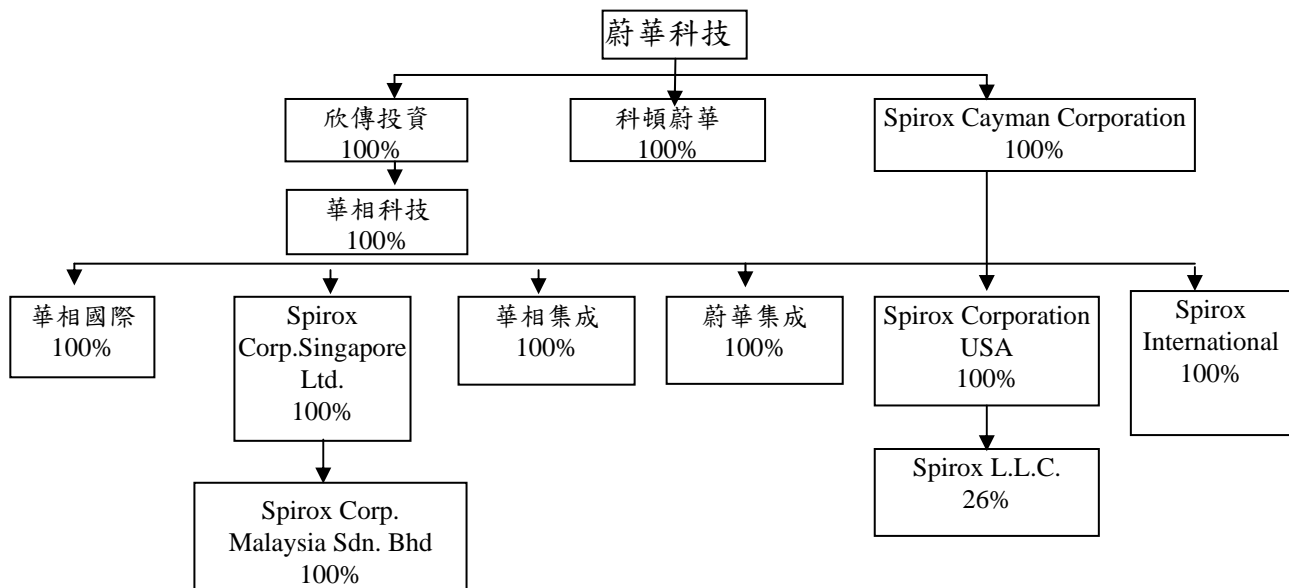 蔚華科技
欣傳投資
100%
科頓蔚華
100%
Spirox Cayman Corporation
100%
華相科技
100%
華相國際
100%
Spirox
Corp.Singapore
Ltd.
100%
華相集成
100%
蔚華集成
100%
Spirox Corporation
USA
100%
Spirox
International
100%
Spirox Corp.
Malaysia Sdn. Bhd
100%
Spirox L.L.C.
26%